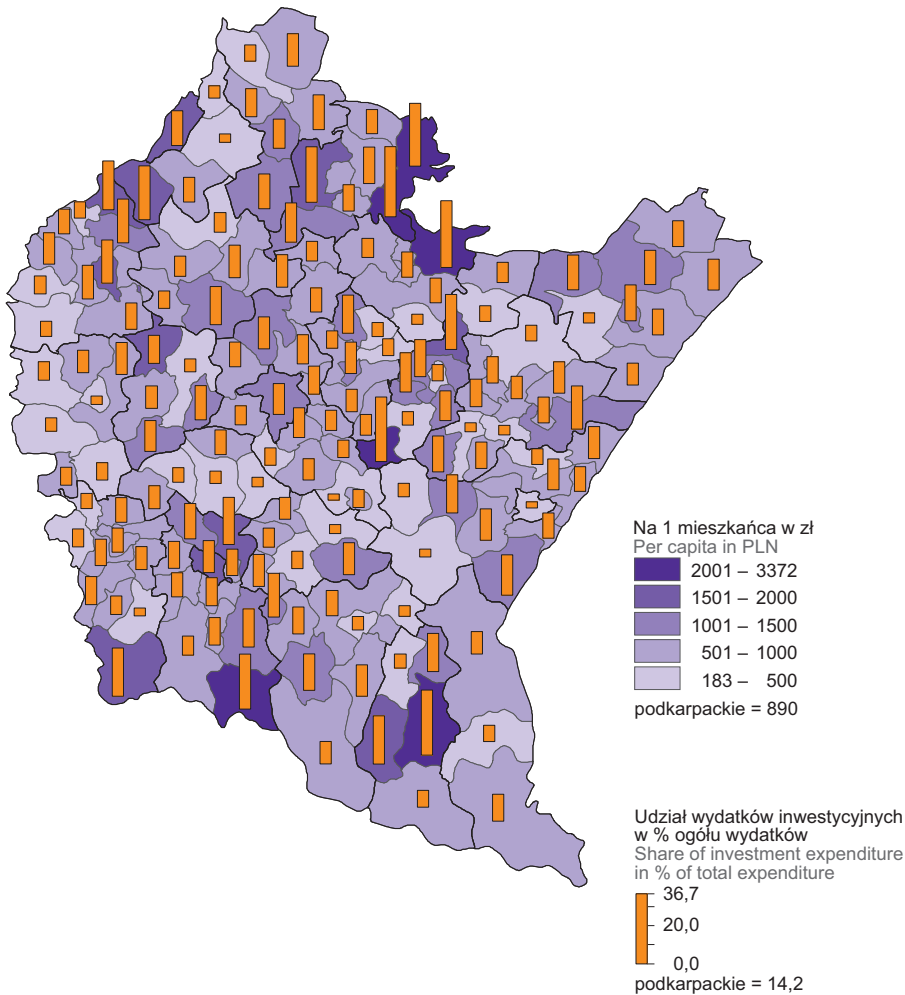 Na 1 mieszkańca w zł
Per capita in PLN
2001 – 3372
1501 – 2000
1001 – 1500
501 – 1000
183 – 500
podkarpackie = 890
Udział wydatków inwestycyjnych
w % ogółu wydatków
Share of investment expenditure
in % of total expenditure
36,7
20,0
0,0
podkarpackie = 14,2